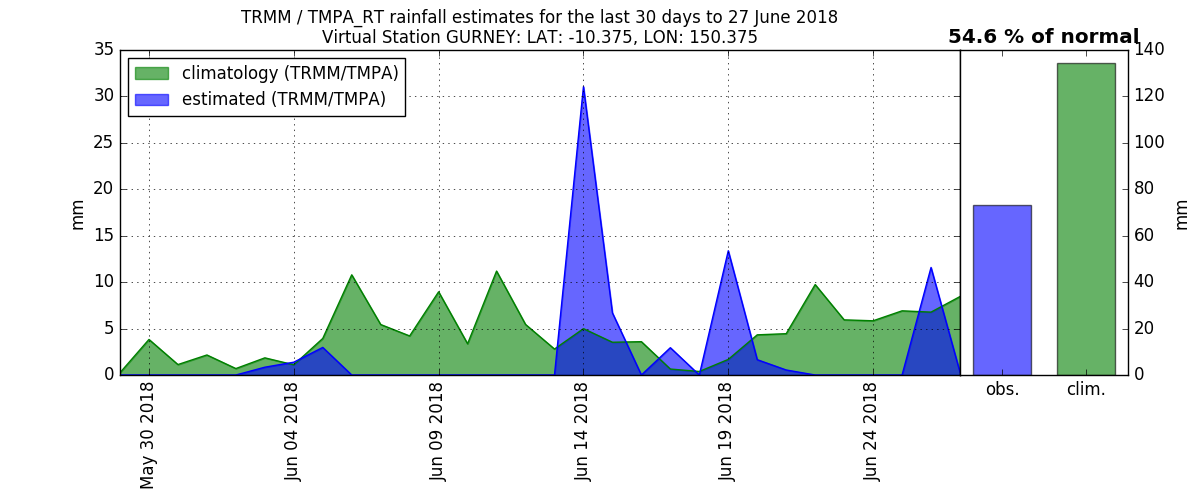 TRMM / TMPA_RT rainfall estimates for the last 30 days to 27 June 2018
Virtual Station GURNEY: LAT: -10.375, LON: 150.375
54.6 % of normal
climatology (TRMM/TMPA)
estimated (TRMM/TMPA)
mm
35
30
25
20
15
10
5
0
May 30 2018
Jun 04 2018
Jun 09 2018
Jun 14 2018
Jun 19 2018
Jun 24 2018
obs.
clim.
140
120
100
80
60
40
20
0
mm